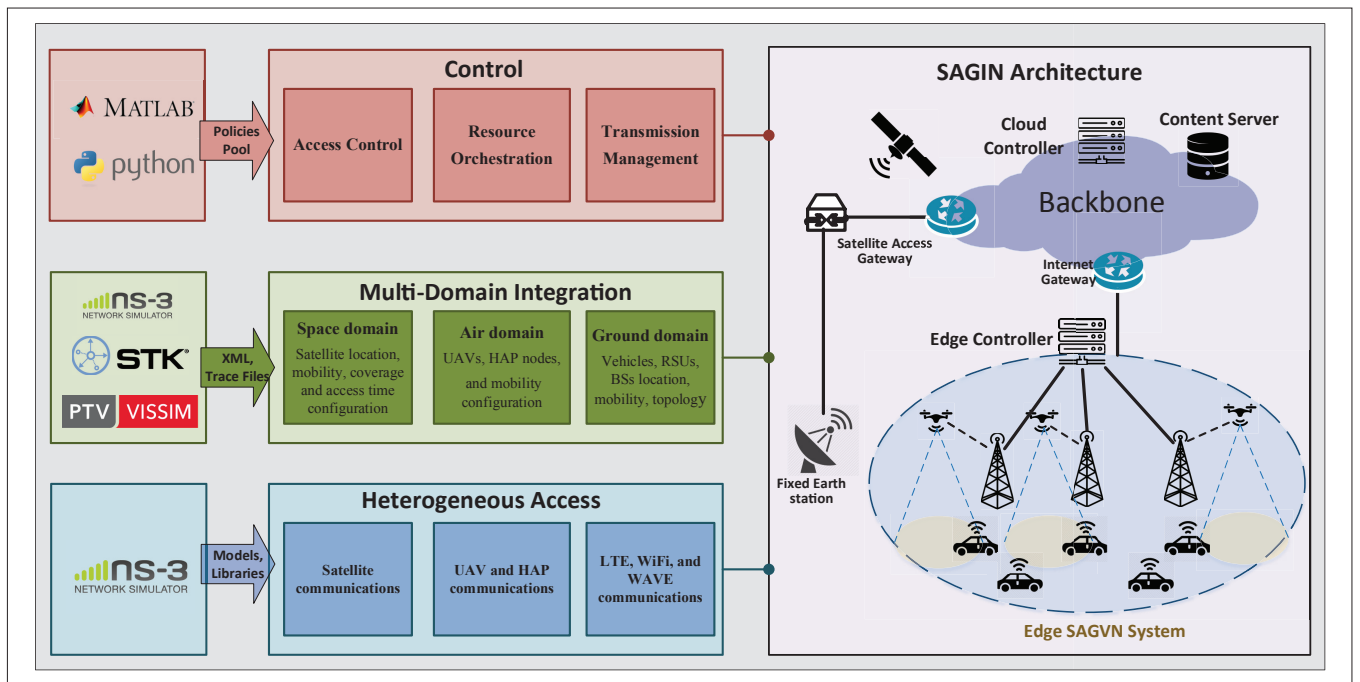 MATLAB®
python
Policies
Pool
Control
Access Control
Resource
Orchestration
Transmission
Management
ns-3
NETWORK SIMULATOR
STK®
PTV VISSIM
XML,
Trace Files
Multi-Domain Integration
Space domain
Satellite location,
mobility, coverage
and access time
configuration
Air domain
UAVs, HAP nodes,
and mobility
configuration
Ground domain
Vehicles, RSUs,
BSs location,
mobility, topology
ns-3
NETWORK SIMULATOR
Models,
Libraries
Heterogeneous Access
Satellite
communications
UAV and HAP
communications
LTE, WiFi, and
WAVE
communications
SAGIN Architecture
Cloud
Controller
Content Server
Backbone
Satellite Access
Gateway
Internet
Gateway
Edge Controller
Fixed Earth
station
Edge SAGVN System